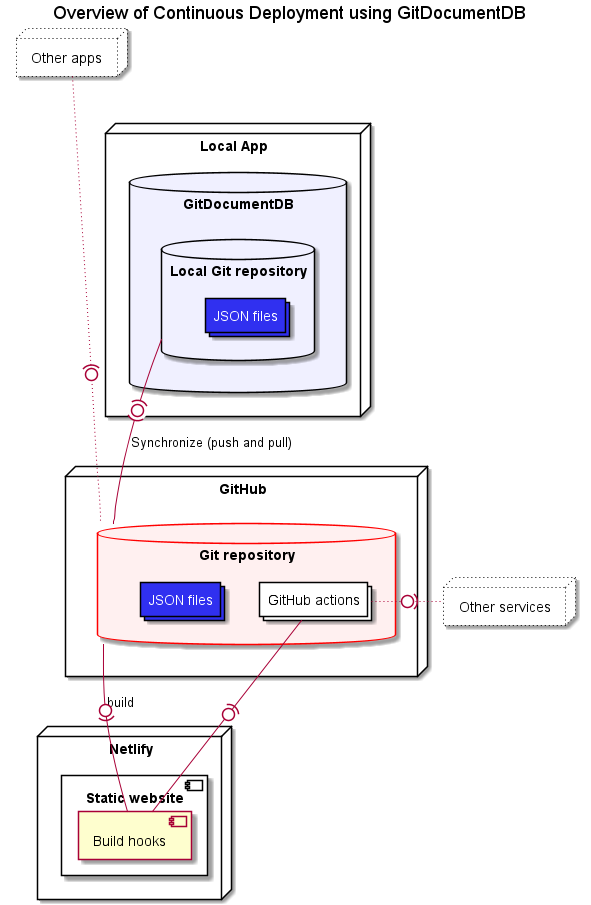 Overview of Continuous Deployment using GitDocumentDB
Other apps
Local App
GitDocumentDB
Local Git repository
JSON files
Synchronize (push and pull)
GitHub
Git repository
JSON files
GitHub actions
Other services
build
Netlify
Static website
Build hooks